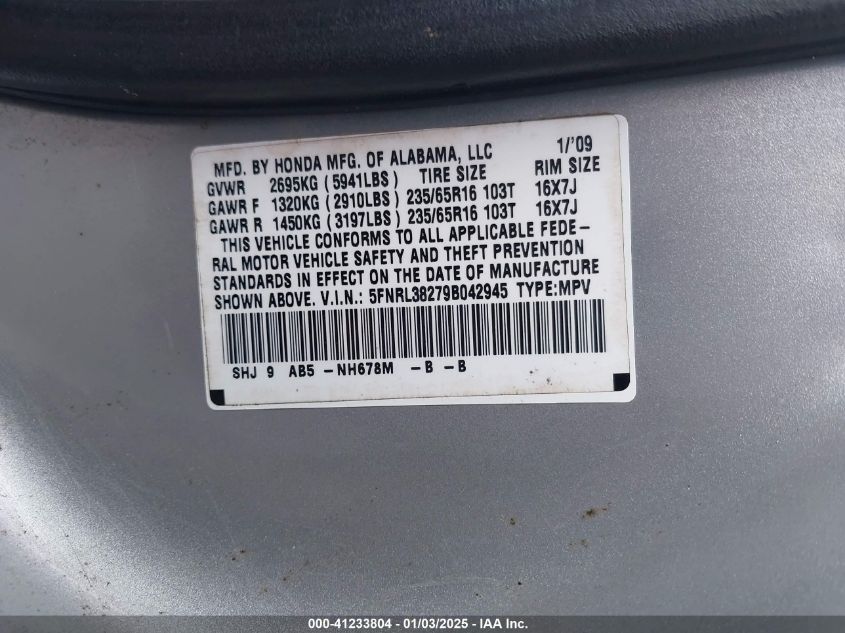 MFD. BY HONDA MFG. OF ALABAMA, LLC 1/'09
GVWR 2695KG (5941LBS) TIRE SIZE RIM SIZE
GAWR F 1320KG (2910LBS) 235/65R16 103T 16X7J
GAWR R 1450KG (3197LBS) 235/65R16 103T 16X7J
THIS VEHICLE CONFORMS TO ALL APPLICABLE FEDE-
RAL MOTOR VEHICLE SAFETY AND THEFT PREVENTION
STANDARDS IN EFFECT ON THE DATE OF MANUFACTURE
SHOWN ABOVE. V.I.N.: 5FNRL38279B042945 TYPE:MPV
SHJ 9 AB5 -NH678M -B -B
000-41233804 - 01/03/2025 - IAA Inc.